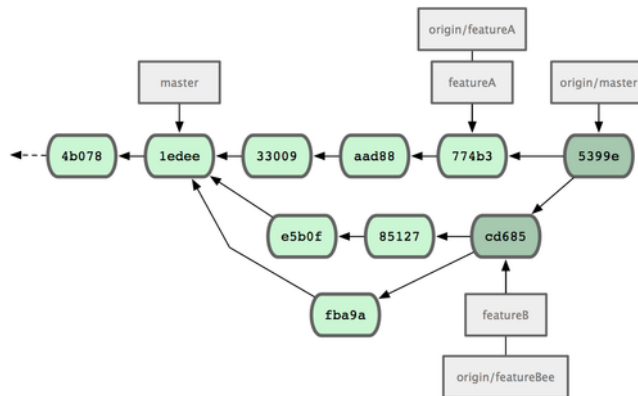 origin/featureA
master
featureA
origin/master
4b078
1edee
33009
aad88
774b3
5399e
e5b0f
85127
cd685
fba9a
featureB
origin/featureBee